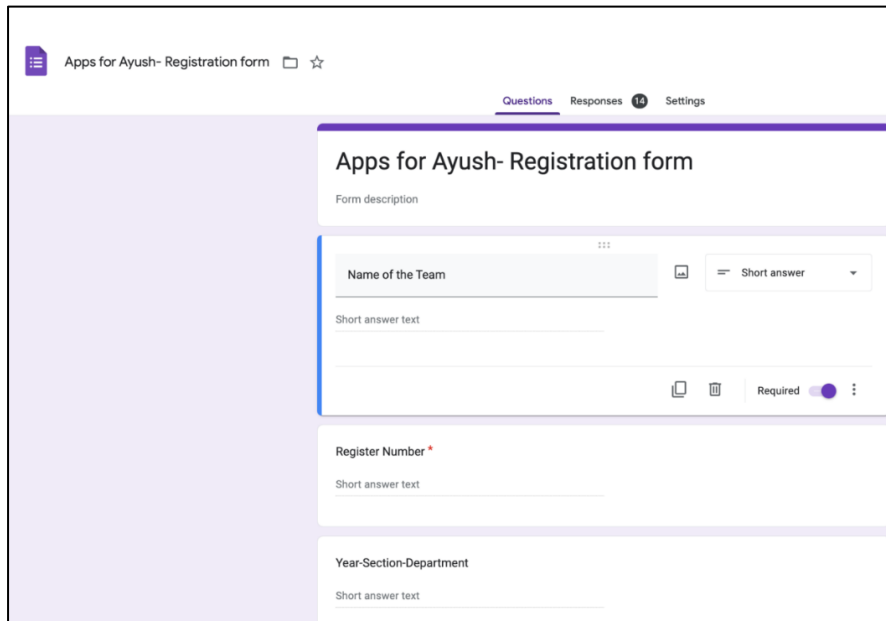 Apps for Ayush- Registration form
Questions Responses 14 Settings
Apps for Ayush- Registration form
Form description
Name of the Team
Short answer
Short answer text
Required
Register Number *
Short answer text
Year-Section-Department
Short answer text